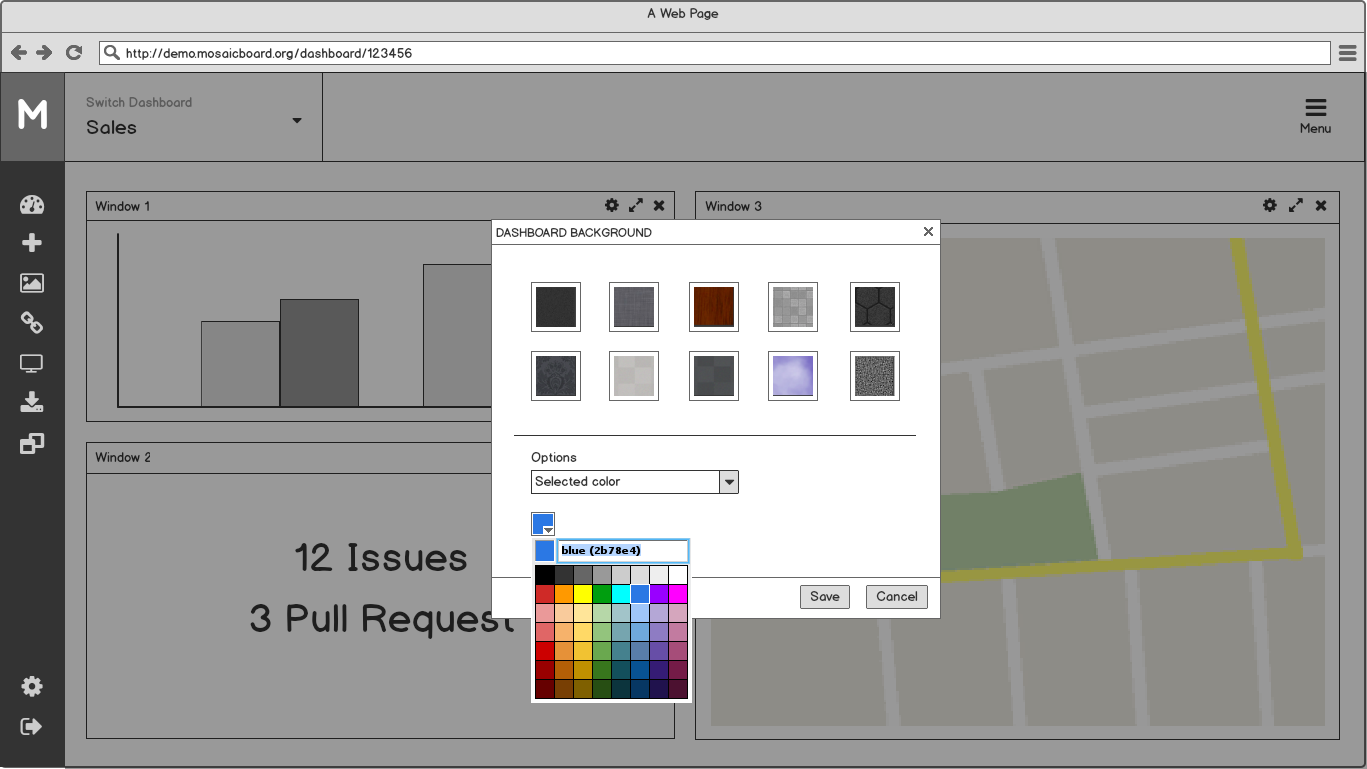 A Web Page
http://demo.mosaicboard.org/dashboard/123456
M
Switch Dashboard
Sales
Menu
Window 1
Window 3
DASHBOARD BACKGROUND
Window 2
12 Issues
3 Pull Request
Options
Selected color
blue (2b78e4)
Save
Cancel